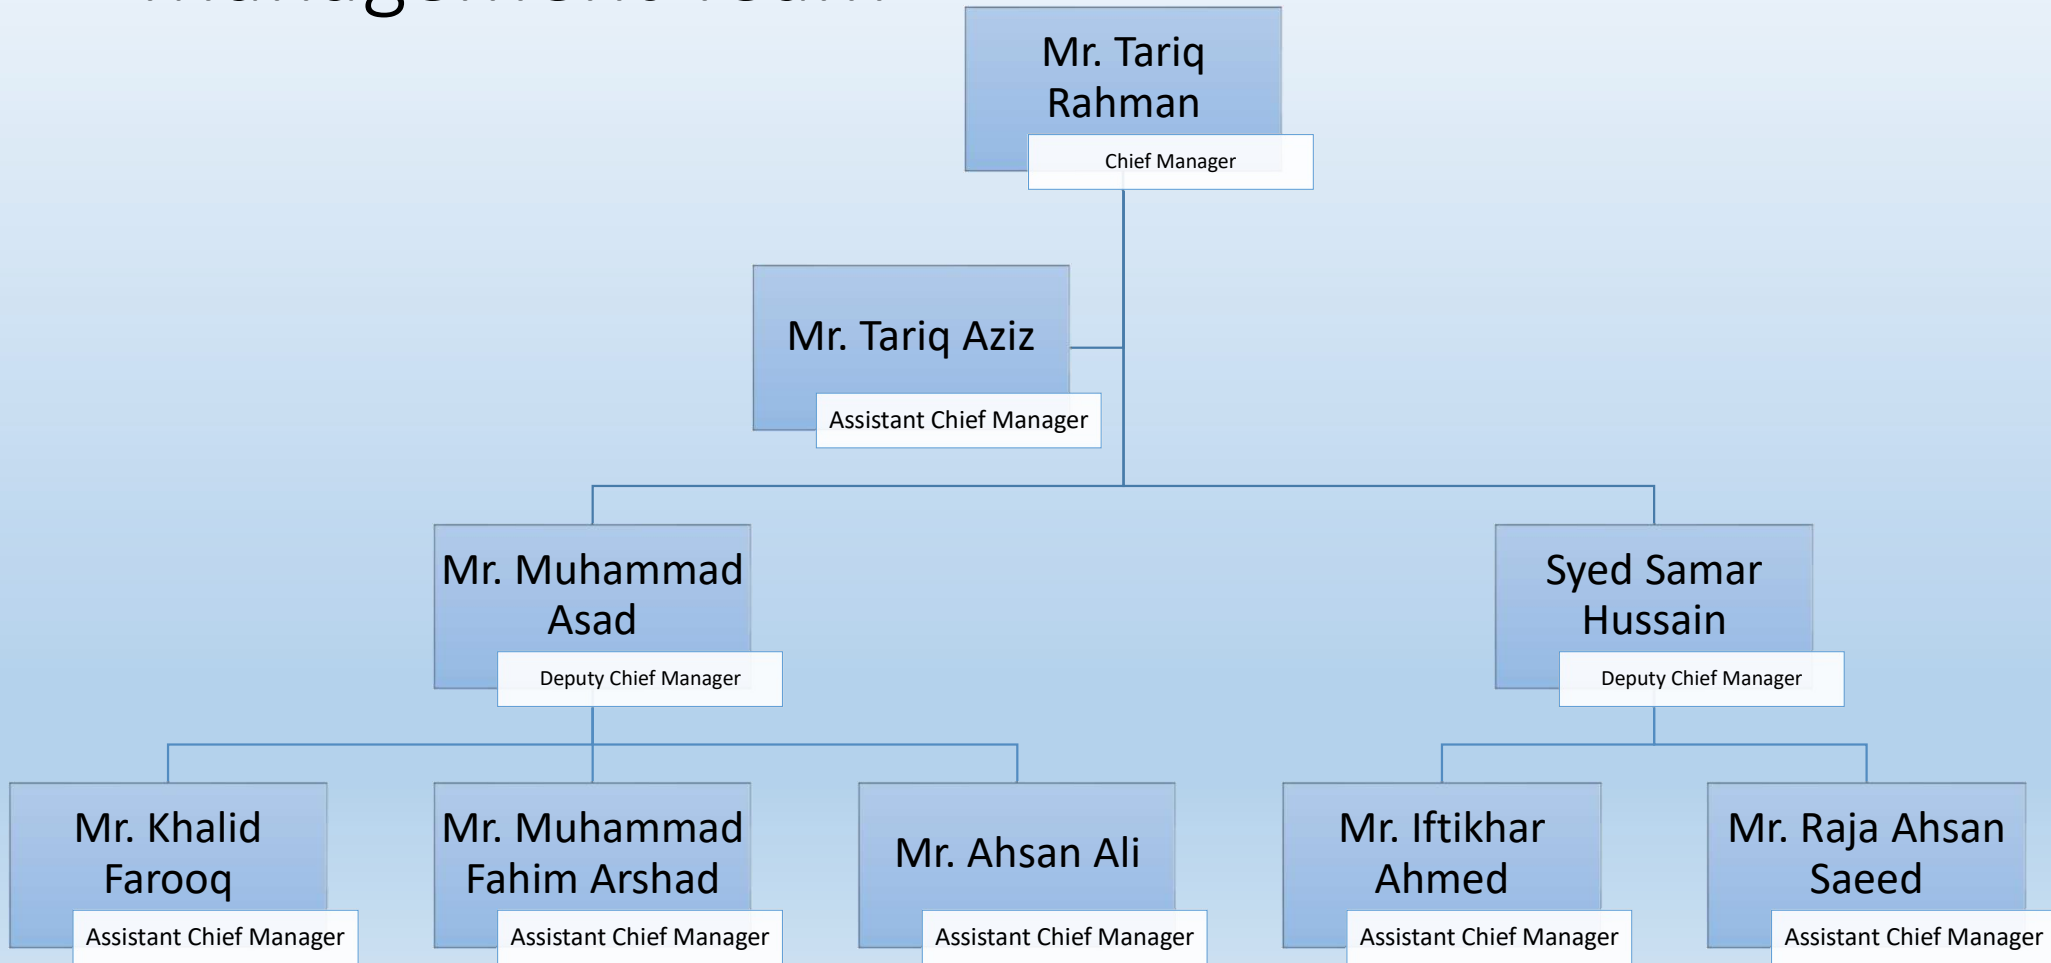 Mr. Tariq
Rahman
Chief Manager
Mr. Tariq Aziz
Assistant Chief Manager
Mr. Muhammad
Asad
Deputy Chief Manager
Syed Samar
Hussain
Deputy Chief Manager
Mr. Khalid
Farooq
Assistant Chief Manager
Mr. Muhammad
Fahim Arshad
Assistant Chief Manager
Mr. Ahsan Ali
Assistant Chief Manager
Mr. Iftikhar
Ahmed
Assistant Chief Manager
Mr. Raja Ahsan
Saeed
Assistant Chief Manager